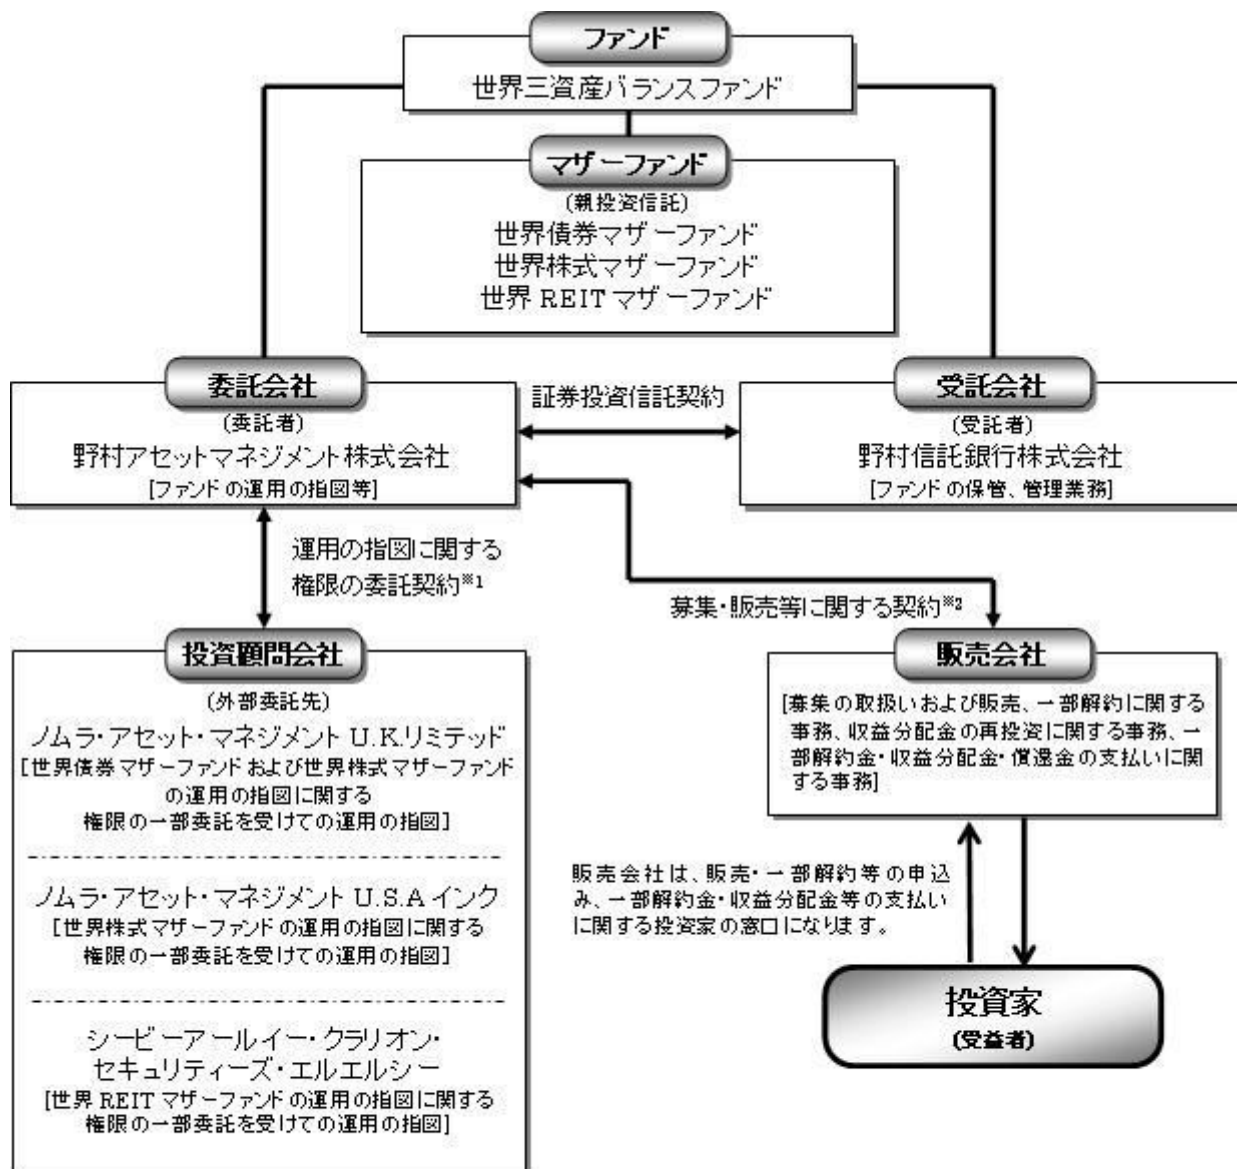 ファンド
世界三資産バランスファンド
マザーファンド
(親投資信託)
世界債券マザーファンド
世界株式マザーファンド
世界 REIT マザーファンド
委託会社
(委託者)
野村アセットマネジメント株式会社
[ファンドの運用の指図等]
証券投資信託契約
受託会社
(受託者)
野村信託銀行株式会社
[ファンドの保管、管理業務]
運用の指図に関する
権限の委託契約※1
募集・販売等に関する契約※2
投資顧問会社
(外部委託先)
ノムラ・アセット・マネジメント U.K.リミテッド
[世界債券マザーファンドおよび世界株式マザーファンド
の運用の指図に関する
権限の一部委託を受けての運用の指図]
ノムラ・アセット・マネジメント U.S.A インク
[世界株式マザーファンドの運用の指図に関する
権限の一部委託を受けての運用の指図]
シービーアールイー・クラリオン・
セキュリティーズ・エルエルシー
[世界 REIT マザーファンドの運用の指図に関する
権限の一部委託を受けての運用の指図]
販売会社
[募集の取扱いおよび販売、一部解約に関する
事務、収益分配金の再投資に関する事務、一
部解約金・収益分配金・償還金の支払いに関
する事務]
販売会社は、販売・一部解約等の申込
み、一部解約金・収益分配金等の支払い
に関する投資家の窓口になります。
投資家
(受益者)